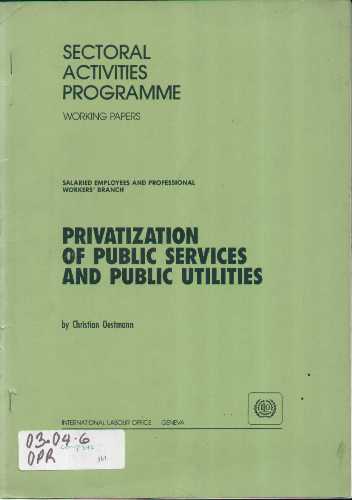 SECTORAL
ACTIVITIES
PROGRAMME
WORKING PAPERS
SALARIED EMPLOYEES AND PROFESSIONAL
WORKERS' BRANCH
PRIVATIZATION
OF PUBLIC SERVICES
AND PUBLIC UTILITIES
by Christian Oestmann
INTERNATIONAL LABOUR OFFICE GENEVA
03.04-6
OPR